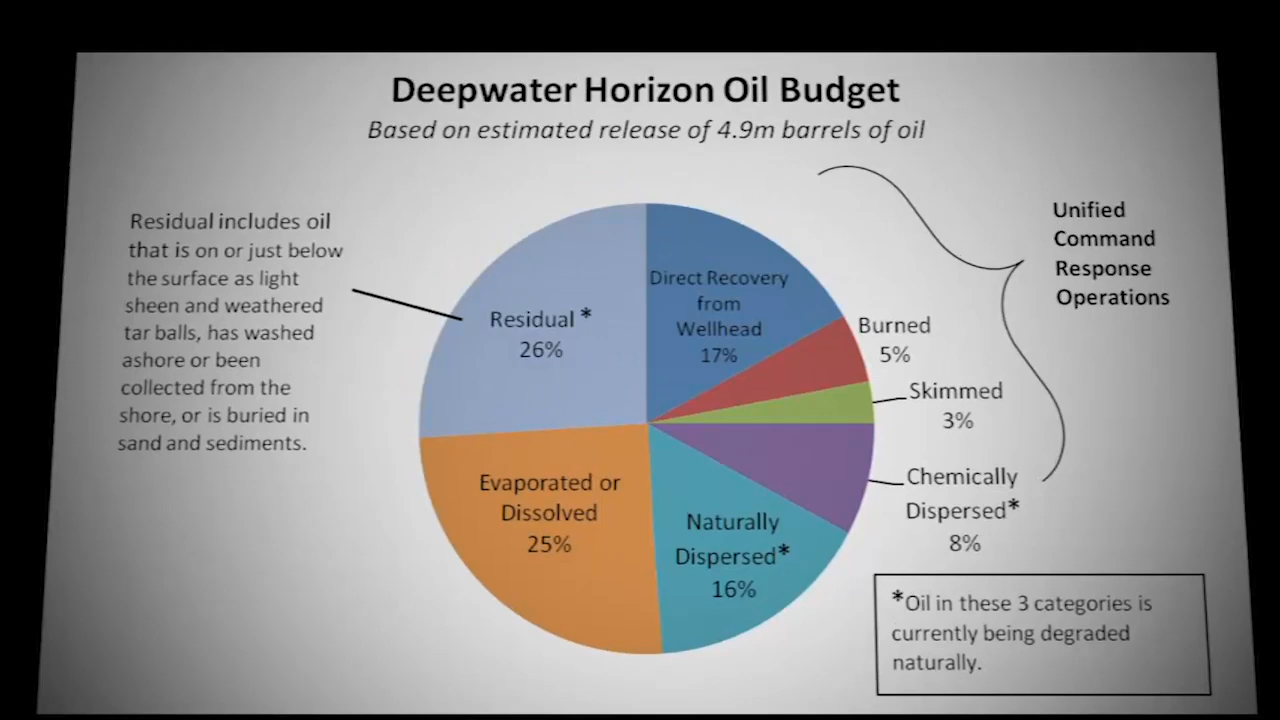 Deepwater Horizon Oil Budget
Based on estimated release of 4.9m barrels of oil
Residual includes oil
that is on or just below
the surface as light
sheen and weathered
tar balls, has washed
ashore or been
collected from the
shore, or is buried in
sand and sediments.
Residual *
26%
Direct Recovery
from
Wellhead
17%
Burned
5%
Skimmed
3%
Chemically
Dispersed*
8%
Unified
Command
Response
Operations
Evaporated or
Dissolved
25%
Naturally
Dispersed*
16%
*Oil in these 3 categories is
currently being degraded
naturally.